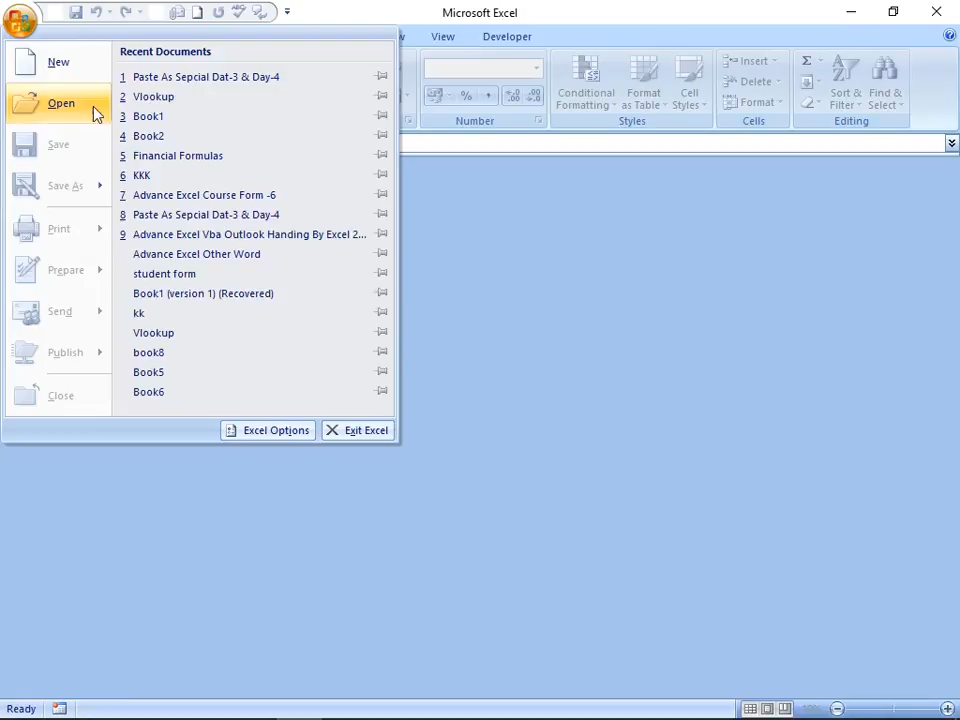 Microsoft Excel
View
Developer
New
Open
Save
Save As
Print
Prepare
Send
Publish
Close
Recent Documents
1 Paste As Sepcial Dat-3 & Day-4
2 Vlookup
3 Book1
4 Book2
5 Financial Formulas
6 KKK
7 Advance Excel Course Form -6
8 Paste As Sepcial Dat-3 & Day-4
9 Advance Excel Vba Outlook Handing By Excel 2...
Advance Excel Other Word
student form
Book1 (version 1) (Recovered)
kk
Vlookup
book8
Book5
Book6
Excel Options
Exit Excel
Number
Conditional
Formatting
Format
as Table
Cell
Styles
Styles
Insert
Delete
Format
Cells
Sort &
Filter
Find &
Select
Editing
Ready
100%